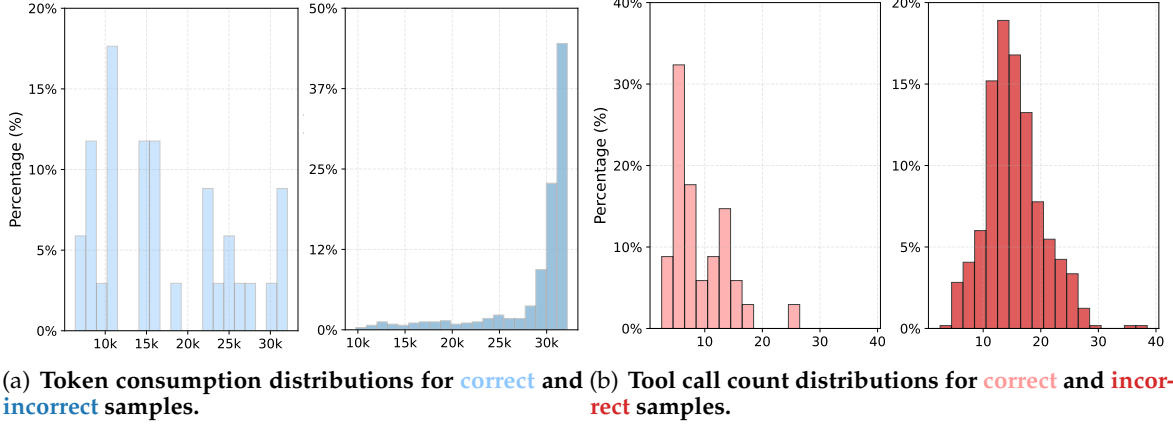 20%
15%
10%
5%
0%
Percentage (%)
10k 15k 20k 25k 30k
50%
37%
25%
12%
0%
10k 15k 20k 25k 30k
40%
30%
20%
10%
0%
Percentage (%)
10 20 30 40
20%
15%
10%
5%
0%
10 20 30 40
(a) Token consumption distributions for correct and
incorrect samples.
(b) Tool call count distributions for correct and incor-
rect samples.